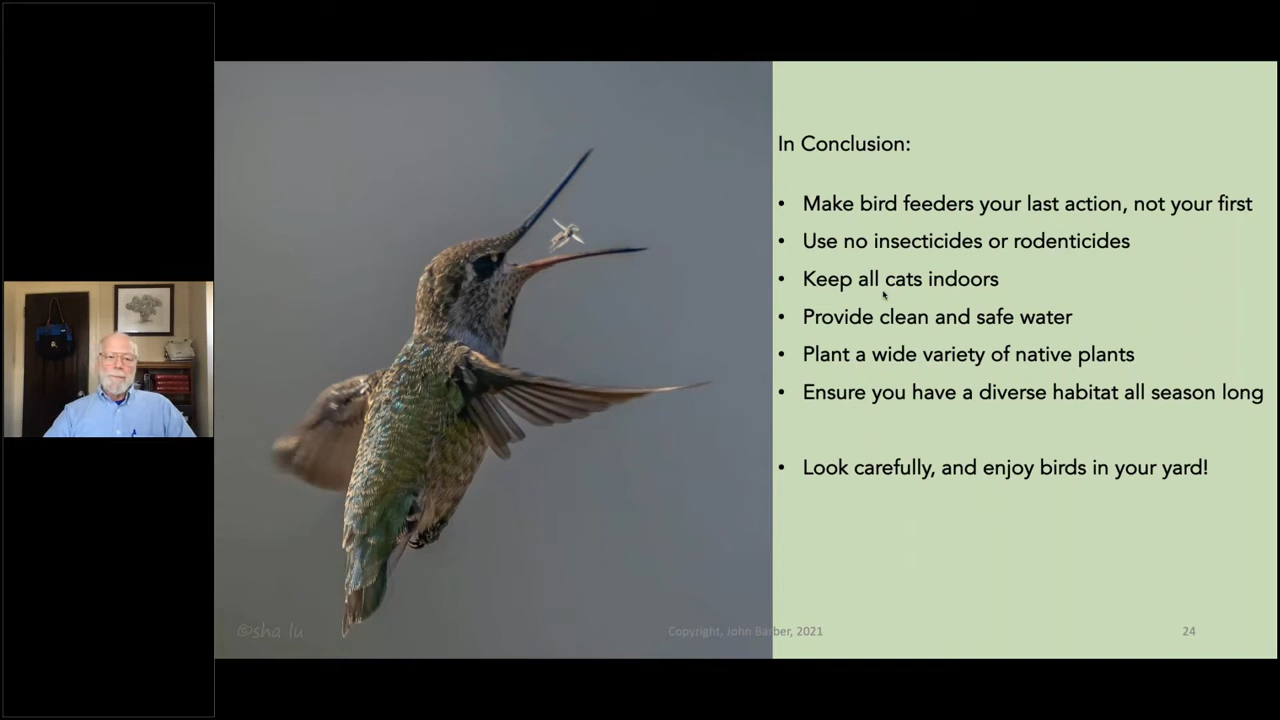 In Conclusion:
• Make bird feeders your last action, not your first
• Use no insecticides or rodenticides
• Keep all cats indoors
• Provide clean and safe water
• Plant a wide variety of native plants
• Ensure you have a diverse habitat all season long
• Look carefully, and enjoy birds in your yard!
©sha lu
Copyright, John Barber, 2021
24